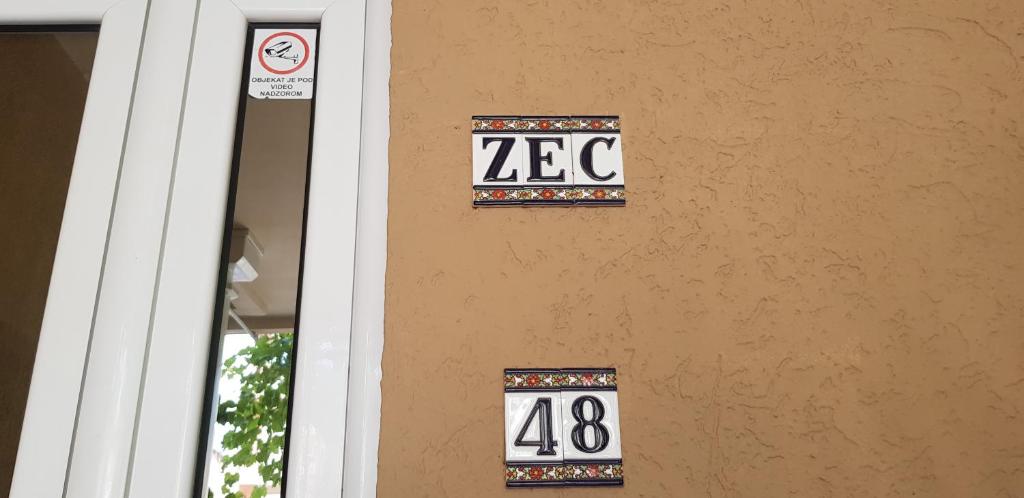 OBJEKAT JE POD
VIDEO
NADZOROM
ZEC
48